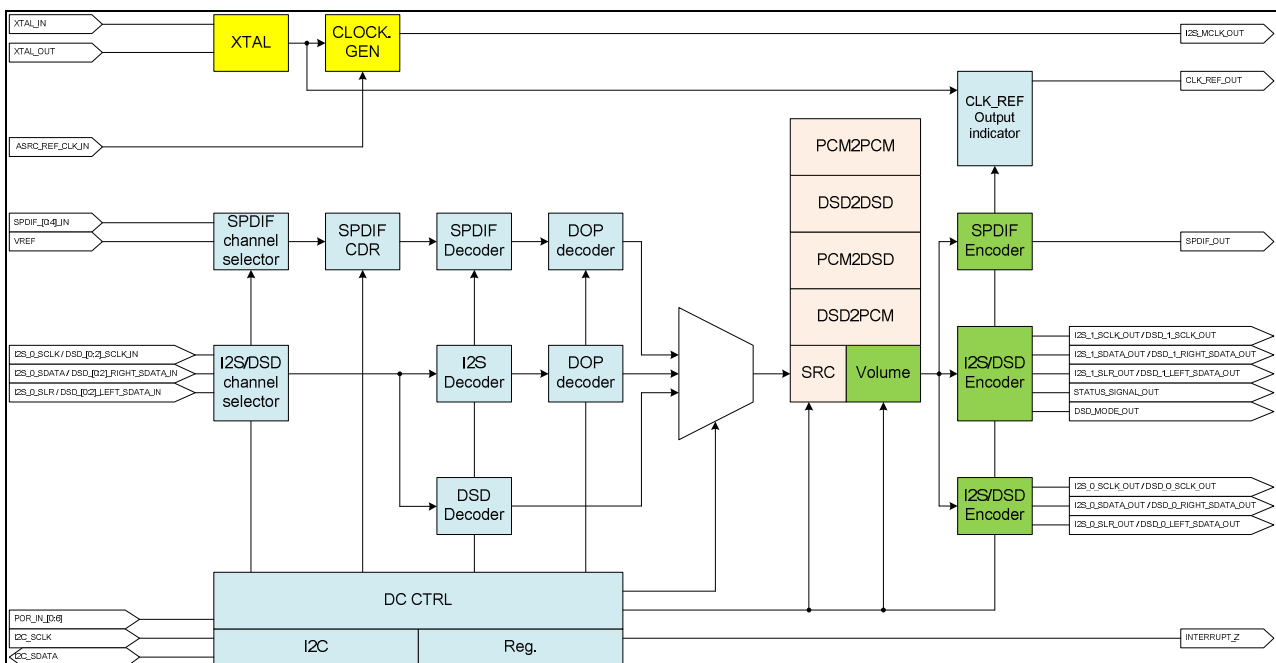 XTAL_IN
XTAL_OUT
XTAL
CLOCK.
GEN
I2S_MCLK_OUT
CLK_REF_OUT
CLK_REF
Output
indicator
ASRC_REF_CLK_IN
PCM2PCM
DSD2DSD
PCM2DSD
DSD2PCM
SRC
Volume
SPDIF_[0:4]_IN
VREF
SPDIF
channel
selector
SPDIF
CDR
SPDIF
Decoder
DOP
decoder
SPDIF
Encoder
SPDIF_OUT
I2S_0_SCLK / DSD_[0:2]_SCLK_IN
I2S_0_SDATA / DSD_[0:2]_RIGHT_SDATA_IN
I2S_0_SLR / DSD_[0:2]_LEFT_SDATA_IN
I2S/DSD
channel
selector
I2S
Decoder
DOP
decoder
I2S/DSD
Encoder
I2S_1_SCLK_OUT / DSD_1_SCLK_OUT
I2S_1_SDATA_OUT / DSD_1_RIGHT_SDATA_OUT
I2S_1_SLR_OUT / DSD_1_LEFT_SDATA_OUT
STATUS_SIGNAL_OUT
DSD_MODE_OUT
DSD
Decoder
I2S/DSD
Encoder
I2S_0_SCLK_OUT / DSD_0_SCLK_OUT
I2S_0_SDATA_OUT / DSD_0_RIGHT_SDATA_OUT
I2S_0_SLR_OUT / DSD_0_LEFT_SDATA_OUT
DC CTRL
POR_IN_[0:6]
I2C_SCLK
I2C_SDATA
I2C
Reg.
INTERRUPT_Z